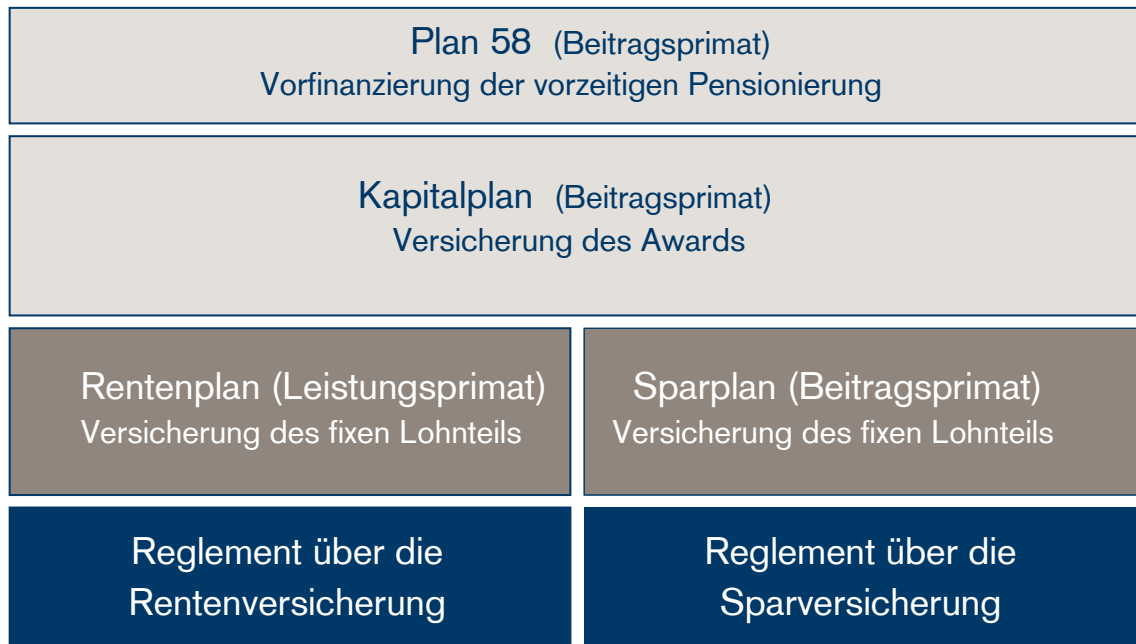 Plan 58 (Beitragsprimat)
Vorfinanzierung der vorzeitigen Pensionierung
Kapitalplan (Beitragsprimat)
Versicherung des Awards
Rentenplan (Leistungsprimat)
Versicherung des fixen Lohnteils
Sparplan (Beitragsprimat)
Versicherung des fixen Lohnteils
Reglement über die
Rentenversicherung
Reglement über die
Sparversicherung